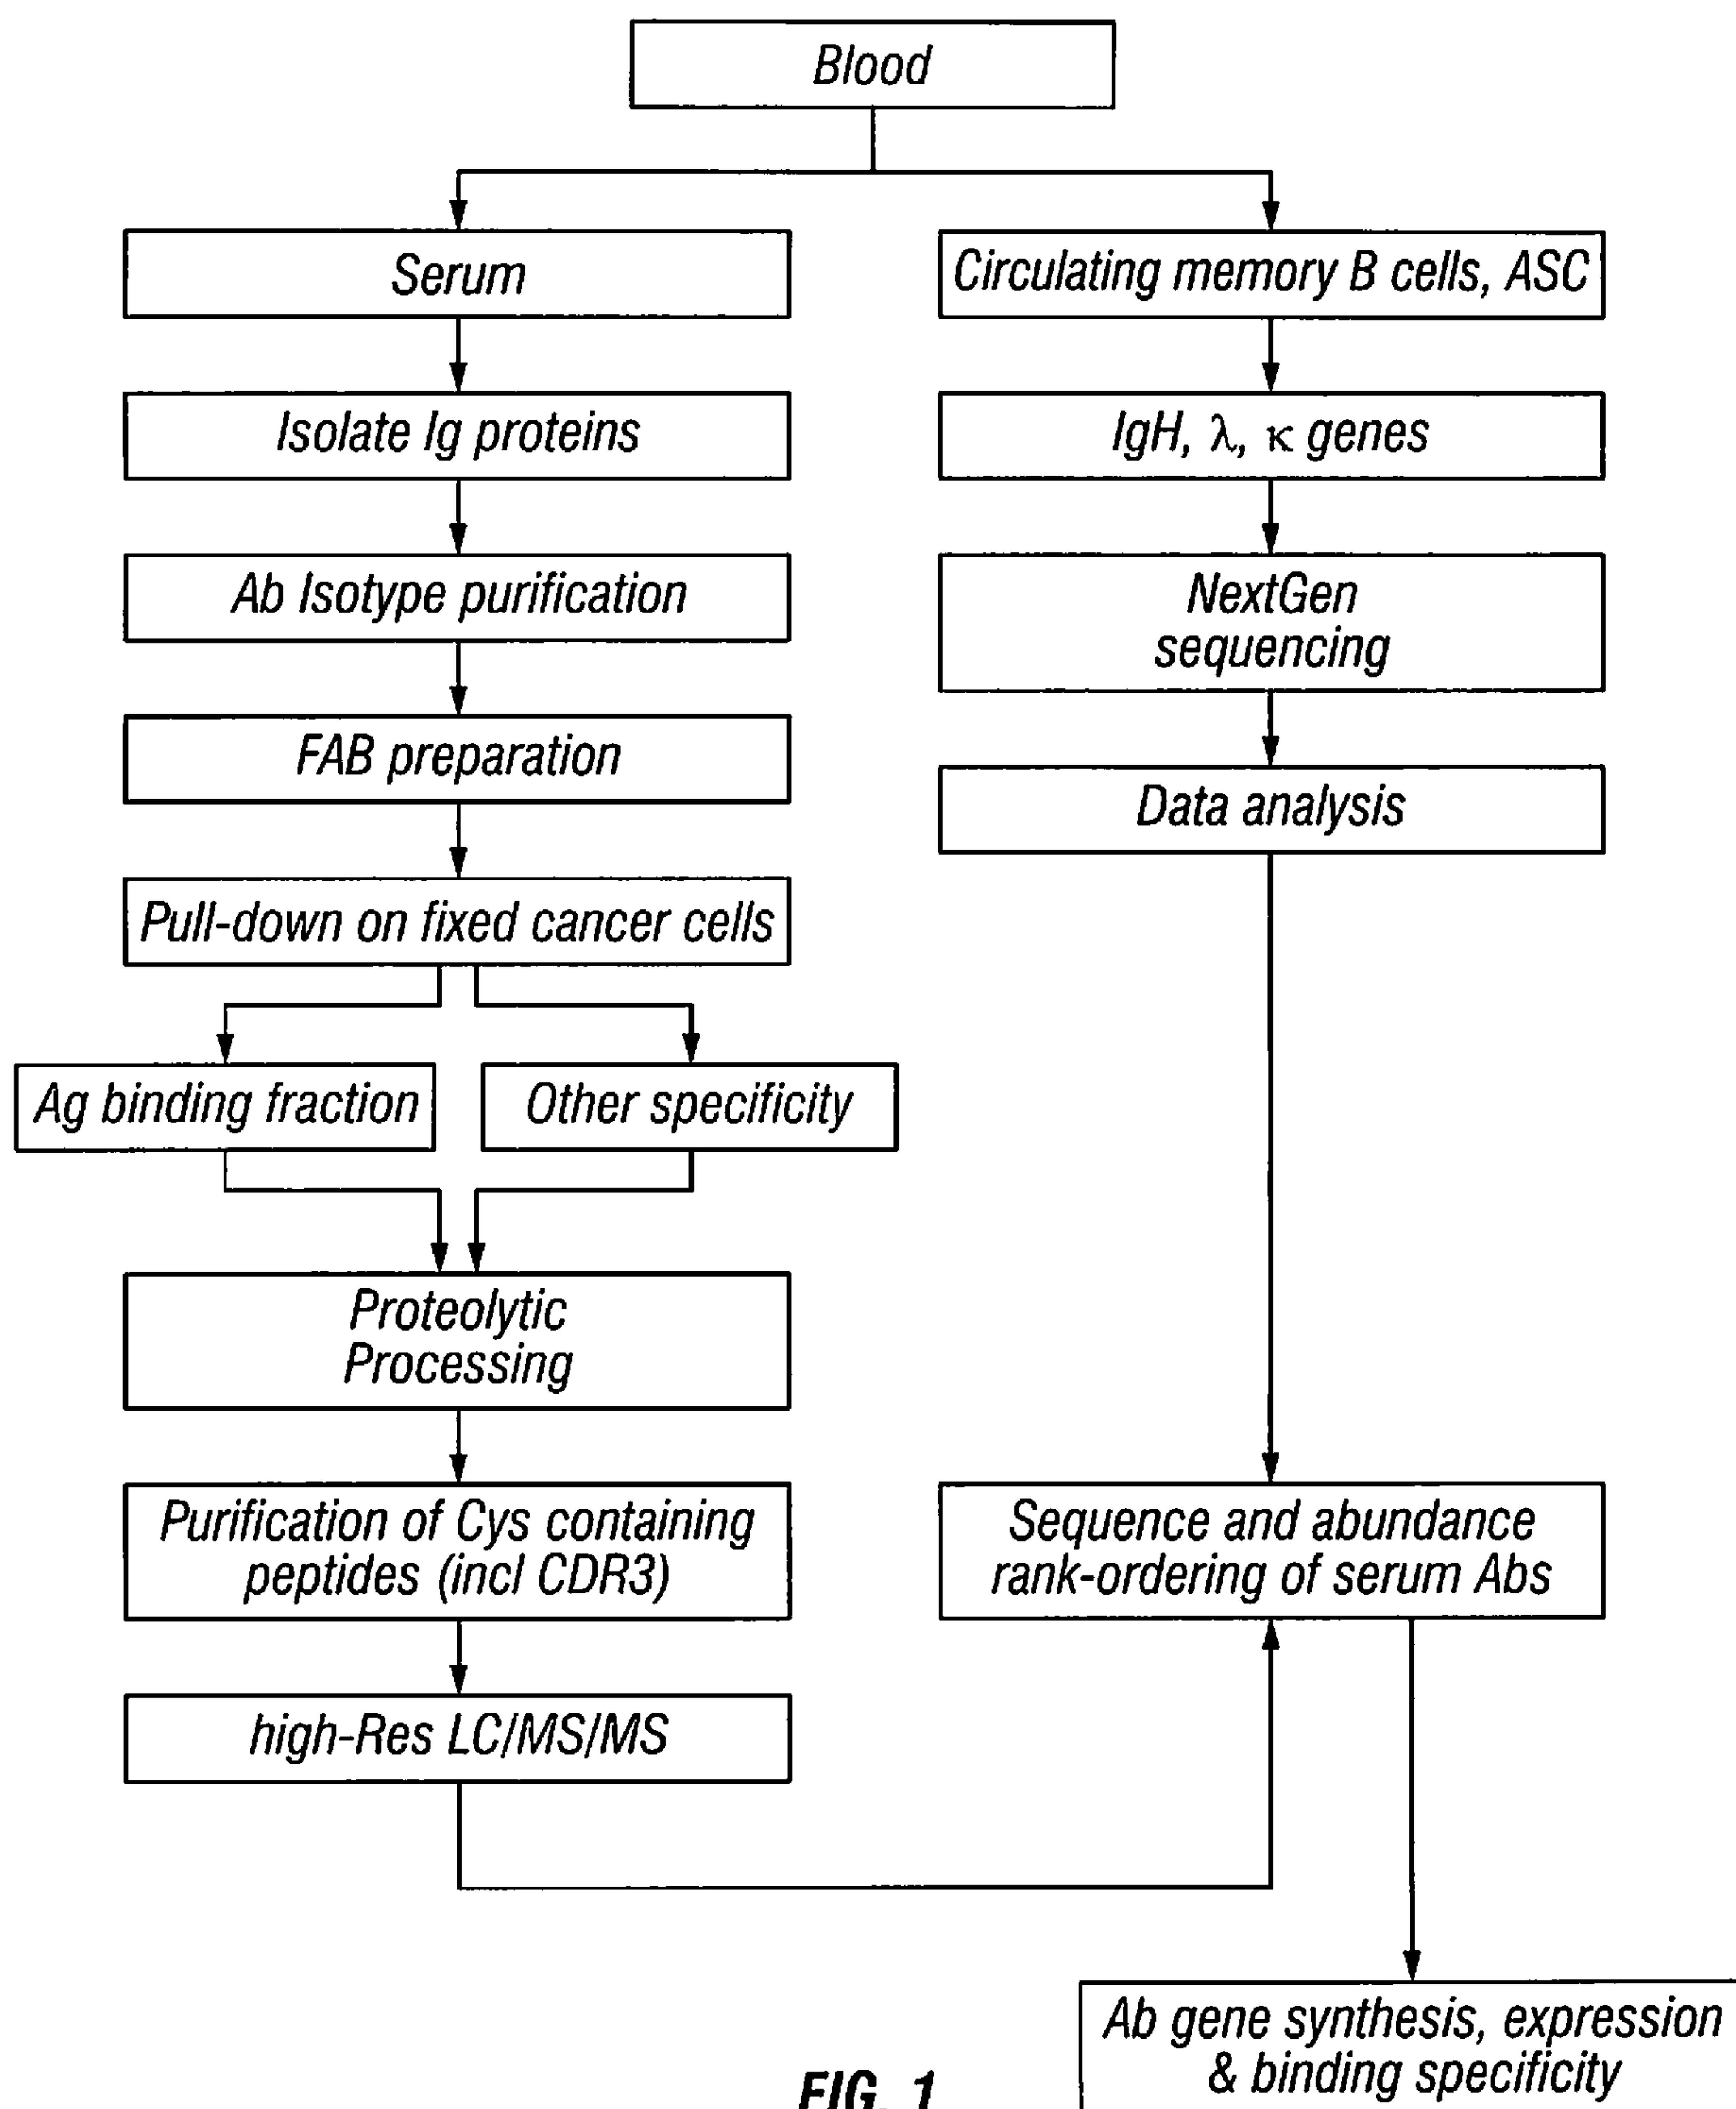 Blood
Serum
Circulating memory B cells, ASC
Isolate Ig proteins
IgH, λ, κ genes
Ab Isotype purification
NextGen
sequencing
FAB preparation
Data analysis
Pull-down on fixed cancer cells
Ag binding fraction
Other specificity
Proteolytic
Processing
Purification of Cys containing
peptides (incl CDR3)
Sequence and abundance
rank-ordering of serum Abs
high-Res LC/MS/MS
Ab gene synthesis, expression
& binding specificity
FIG. 1